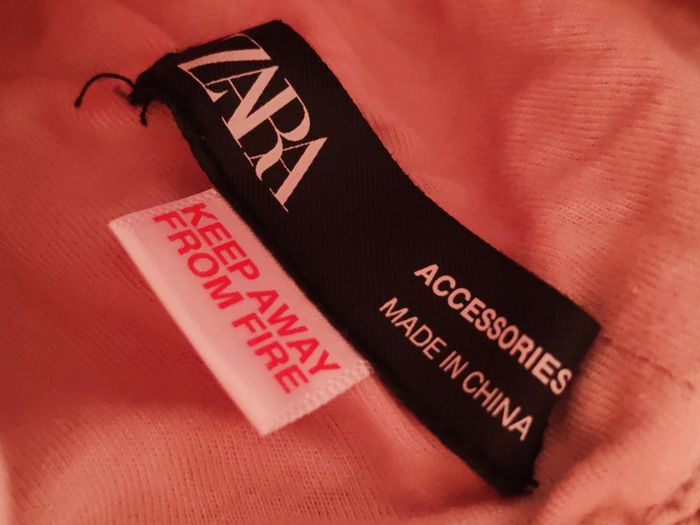 ZARA
ACCESSORIES
MADE IN CHINA
KEEP AWAY
FROM FIRE